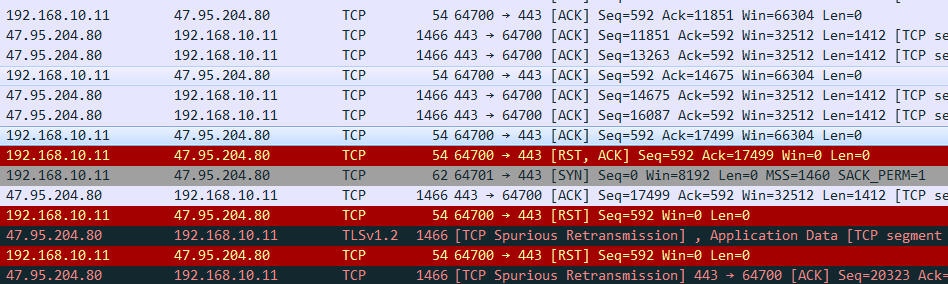 192.168.10.11 47.95.204.80 TCP 54 64700 → 443 [ACK] Seq=592 Ack=11851 Win=66304 Len=0
47.95.204.80 192.168.10.11 TCP 1466 443 → 64700 [ACK] Seq=11851 Ack=592 Win=32512 Len=1412 [TCP se
47.95.204.80 192.168.10.11 TCP 1466 443 → 64700 [ACK] Seq=13263 Ack=592 Win=32512 Len=1412 [TCP se
192.168.10.11 47.95.204.80 TCP 54 64700 → 443 [ACK] Seq=592 Ack=14675 Win=66304 Len=0
47.95.204.80 192.168.10.11 TCP 1466 443 → 64700 [ACK] Seq=14675 Ack=592 Win=32512 Len=1412 [TCP se
47.95.204.80 192.168.10.11 TCP 1466 443 → 64700 [ACK] Seq=16087 Ack=592 Win=32512 Len=1412 [TCP se
192.168.10.11 47.95.204.80 TCP 54 64700 → 443 [ACK] Seq=592 Ack=17499 Win=66304 Len=0
192.168.10.11 47.95.204.80 TCP 54 64700 → 443 [RST, ACK] Seq=592 Ack=17499 Win=0 Len=0
192.168.10.11 47.95.204.80 TCP 62 64701 → 443 [SYN] Seq=0 Win=8192 Len=0 MSS=1460 SACK_PERM=1
47.95.204.80 192.168.10.11 TCP 1466 443 → 64700 [ACK] Seq=17499 Ack=592 Win=32512 Len=1412 [TCP se
192.168.10.11 47.95.204.80 TCP 54 64700 → 443 [RST] Seq=592 Win=0 Len=0
47.95.204.80 192.168.10.11 TLSv1.2 1466 [TCP Spurious Retransmission] , Application Data [TCP segment
192.168.10.11 47.95.204.80 TCP 54 64700 → 443 [RST] Seq=592 Win=0 Len=0
47.95.204.80 192.168.10.11 TCP 1466 [TCP Spurious Retransmission] 443 → 64700 [ACK] Seq=20323 Ack=